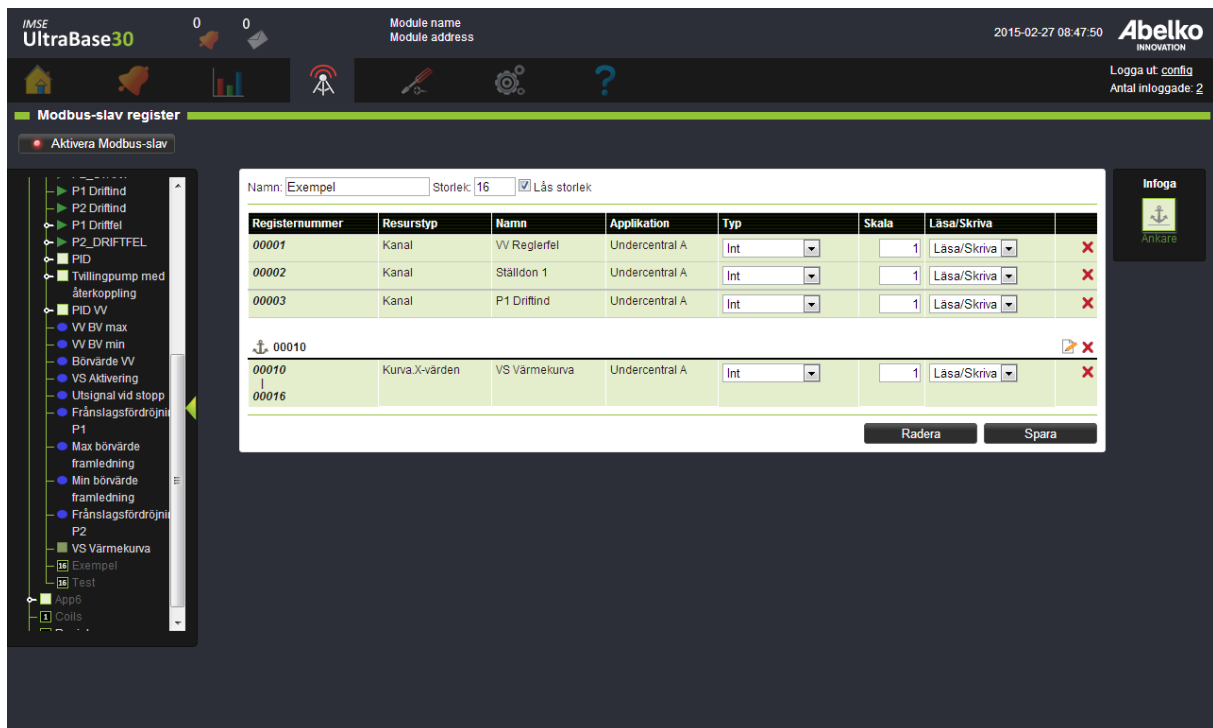 IMSE
UltraBase30
0
0
Module name
Module address
2015-02-27 08:47:50
Abelko
INNOVATION
Logga ut: config
Antal inloggade: 2
Modbus-slav register
Aktivera Modbus-slav
P1 Driftind
P2 Driftind
P1 Driftfel
P2_DRIFTFEL
PID
Tvillingpump med
återkoppling
PID VV
VV BV max
VV BV min
Börvärde VV
VS Aktivering
Utsignal vid stopp
Frånslagsfördröjni
P1
Max börvärde
framledning
Min börvärde
framledning
Frånslagsfördröjni
P2
VS Värmekurva
16 Exempel
16 Test
App6
1 Coils
Namn: Exempel Storlek: 16 Lås storlek
Registernummer Resurstyp Namn Applikation Typ Skala Läsa/Skriva
00001 Kanal VV Reglerfel Undercentral A Int 1 Läsa/Skriva
00002 Kanal Ställdon 1 Undercentral A Int 1 Läsa/Skriva
00003 Kanal P1 Driftind Undercentral A Int 1 Läsa/Skriva
00010
00010 Kurva.X-värden VS Värmekurva Undercentral A Int 1 Läsa/Skriva
|
00016
Radera Spara
Infoga
Ankare